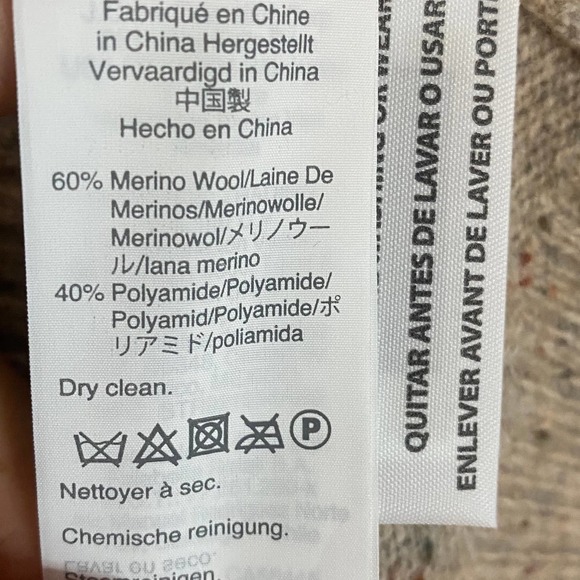 Fabriqué en Chine
in China Hergestellt
Vervaardigd in China
中国製
Hecho en China
60% Merino Wool/Laine De
Merinos/Merinowolle/
Merinowol/メリノウー
ル/lana merino
40% Polyamide/Polyamide/
Polyamid/Polyamide/ポ
リアミド/poliamida
Dry clean.
P
Nettoyer à sec.
Chemische reinigung.
QUITAR ANTES DE LAVAR O USAR
ENLEVER AVANT DE LAVER OU PORT